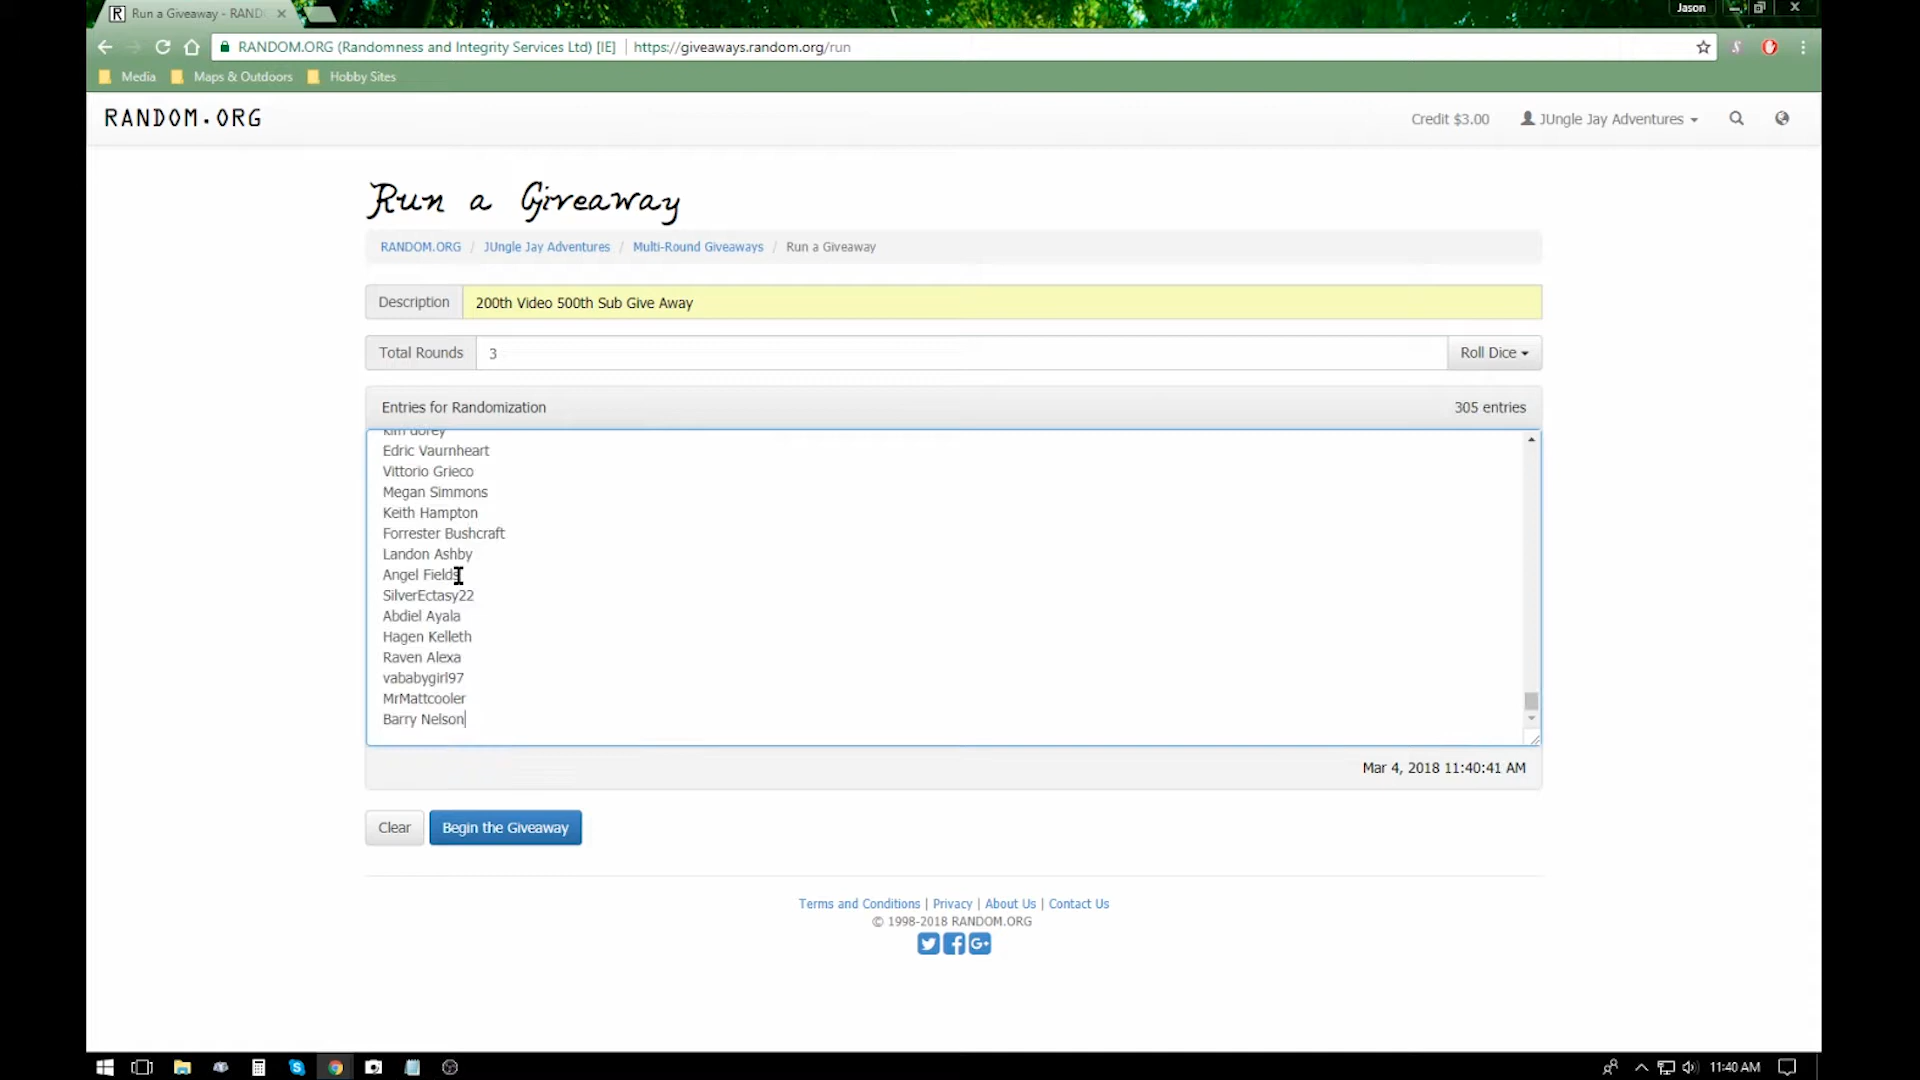 Run a Giveaway - RAND
Jason
RANDOM.ORG (Randomness and Integrity Services Ltd) [IE] | https://giveaways.random.org/run
Media Maps & Outdoors Hobby Sites
RANDOM.ORG
Credit $3.00 JUngle Jay Adventures
Run a Giveaway
RANDOM.ORG / JUngle Jay Adventures / Multi-Round Giveaways / Run a Giveaway
Description 200th Video 500th Sub Give Away
Total Rounds 3 Roll Dice
Entries for Randomization 305 entries
Kim dorey
Edric Vaurnheart
Vittorio Grieco
Megan Simmons
Keith Hampton
Forrester Bushcraft
Landon Ashby
Angel Fields
SilverEctasy22
Abdiel Ayala
Hagen Kelleth
Raven Alexa
vababygirl97
MrMattcooler
Barry Nelson
Mar 4, 2018 11:40:41 AM
Clear Begin the Giveaway
Terms and Conditions | Privacy | About Us | Contact Us
© 1998-2018 RANDOM.ORG
11:40 AM